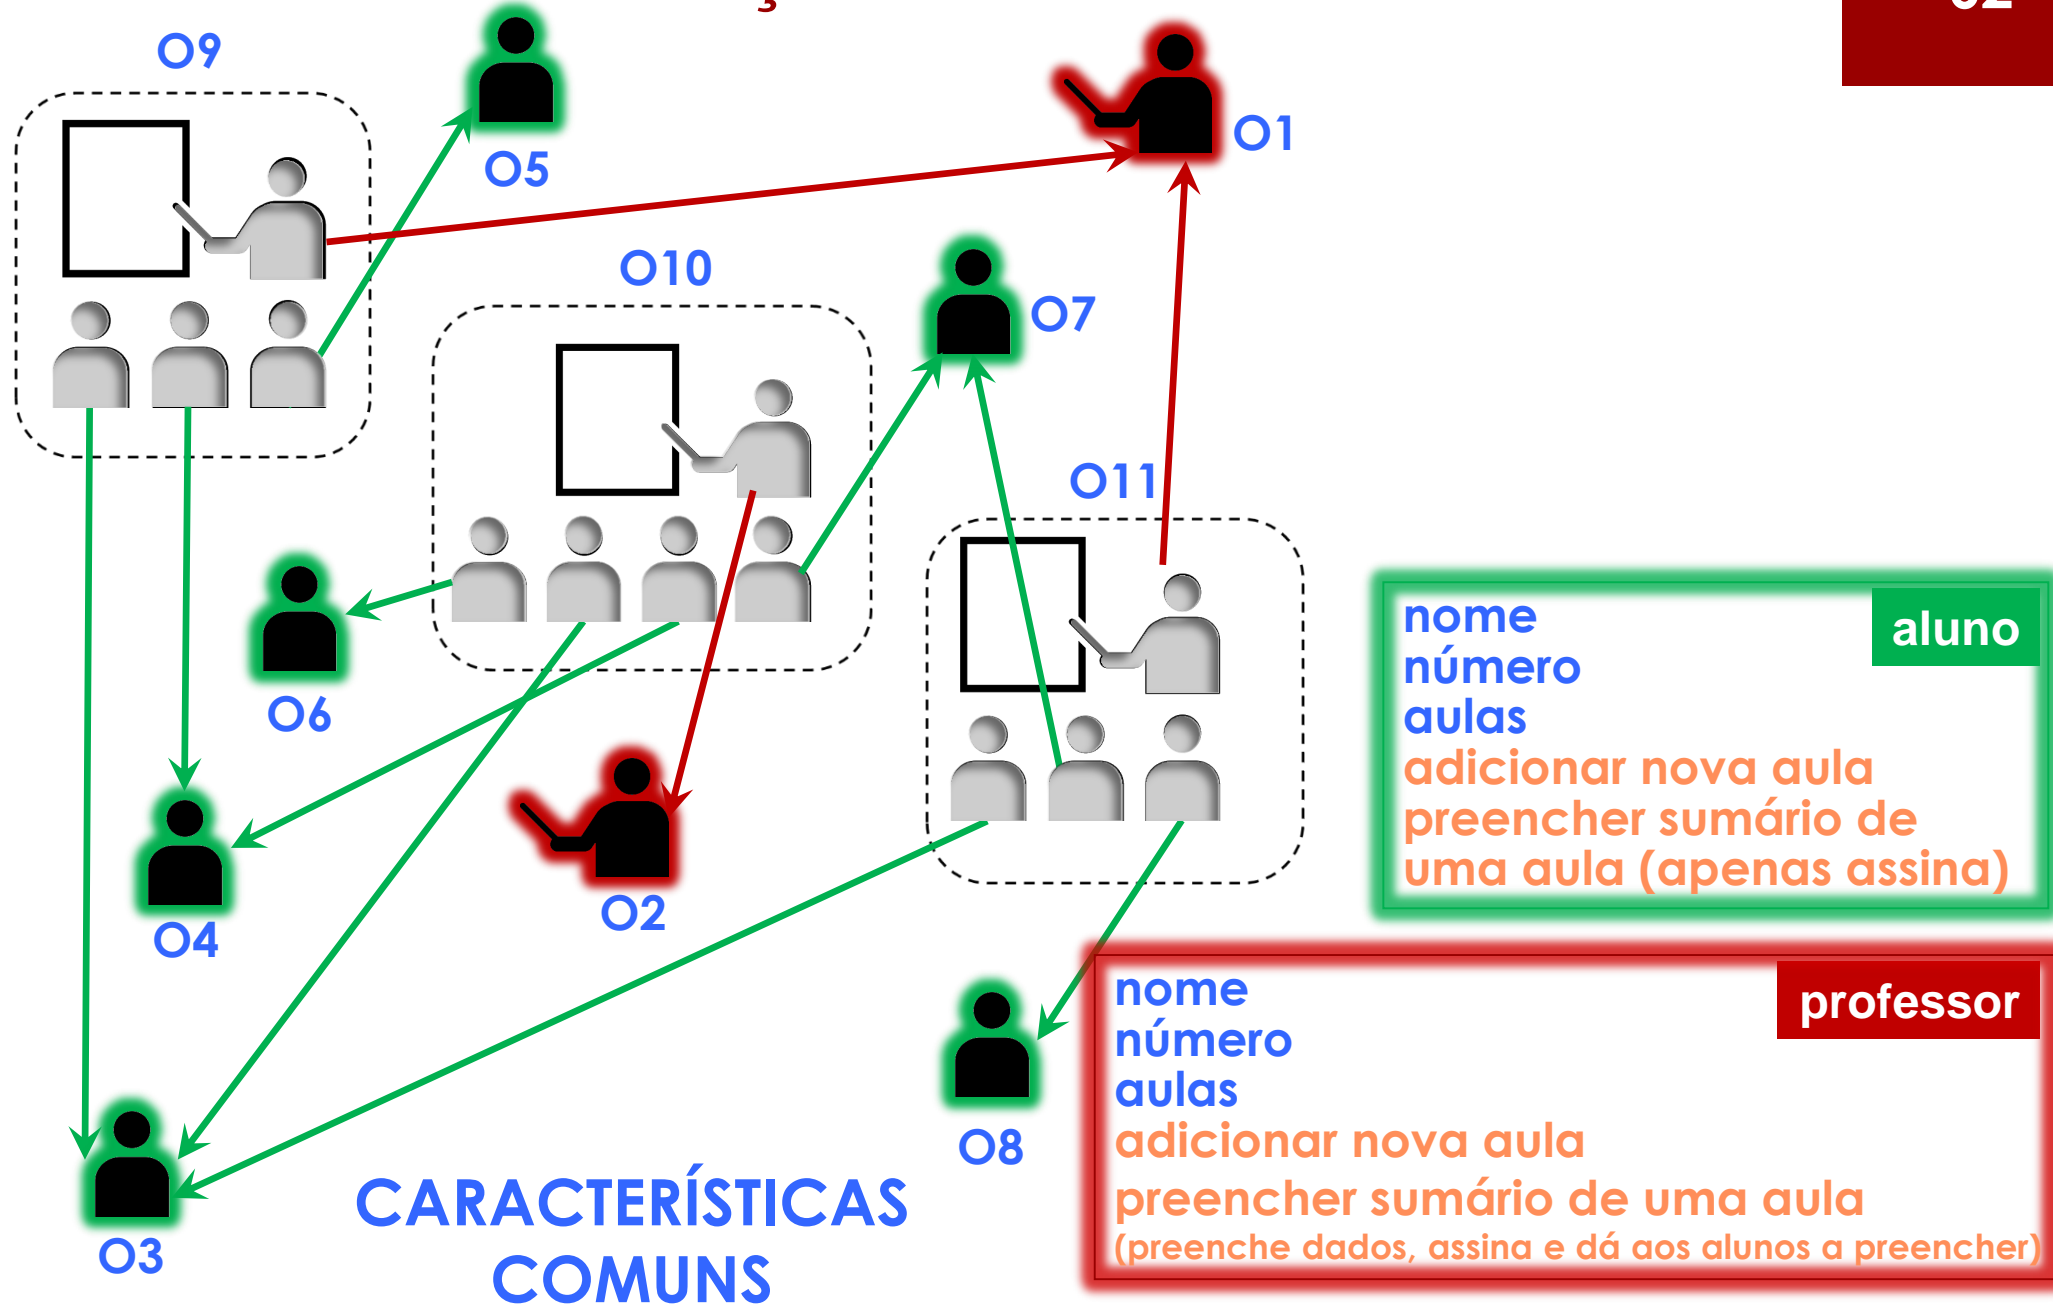 O9
O5
O1
O10
O7
O11
O6
O2
O4
O8
O3
aluno
nome
número
aulas
adicionar nova aula
preencher sumário de
uma aula (apenas assina)
professor
nome
número
aulas
adicionar nova aula
preencher sumário de uma aula
(preenche dados, assina e dá aos alunos a preencher)
CARACTERÍSTICAS
COMUNS